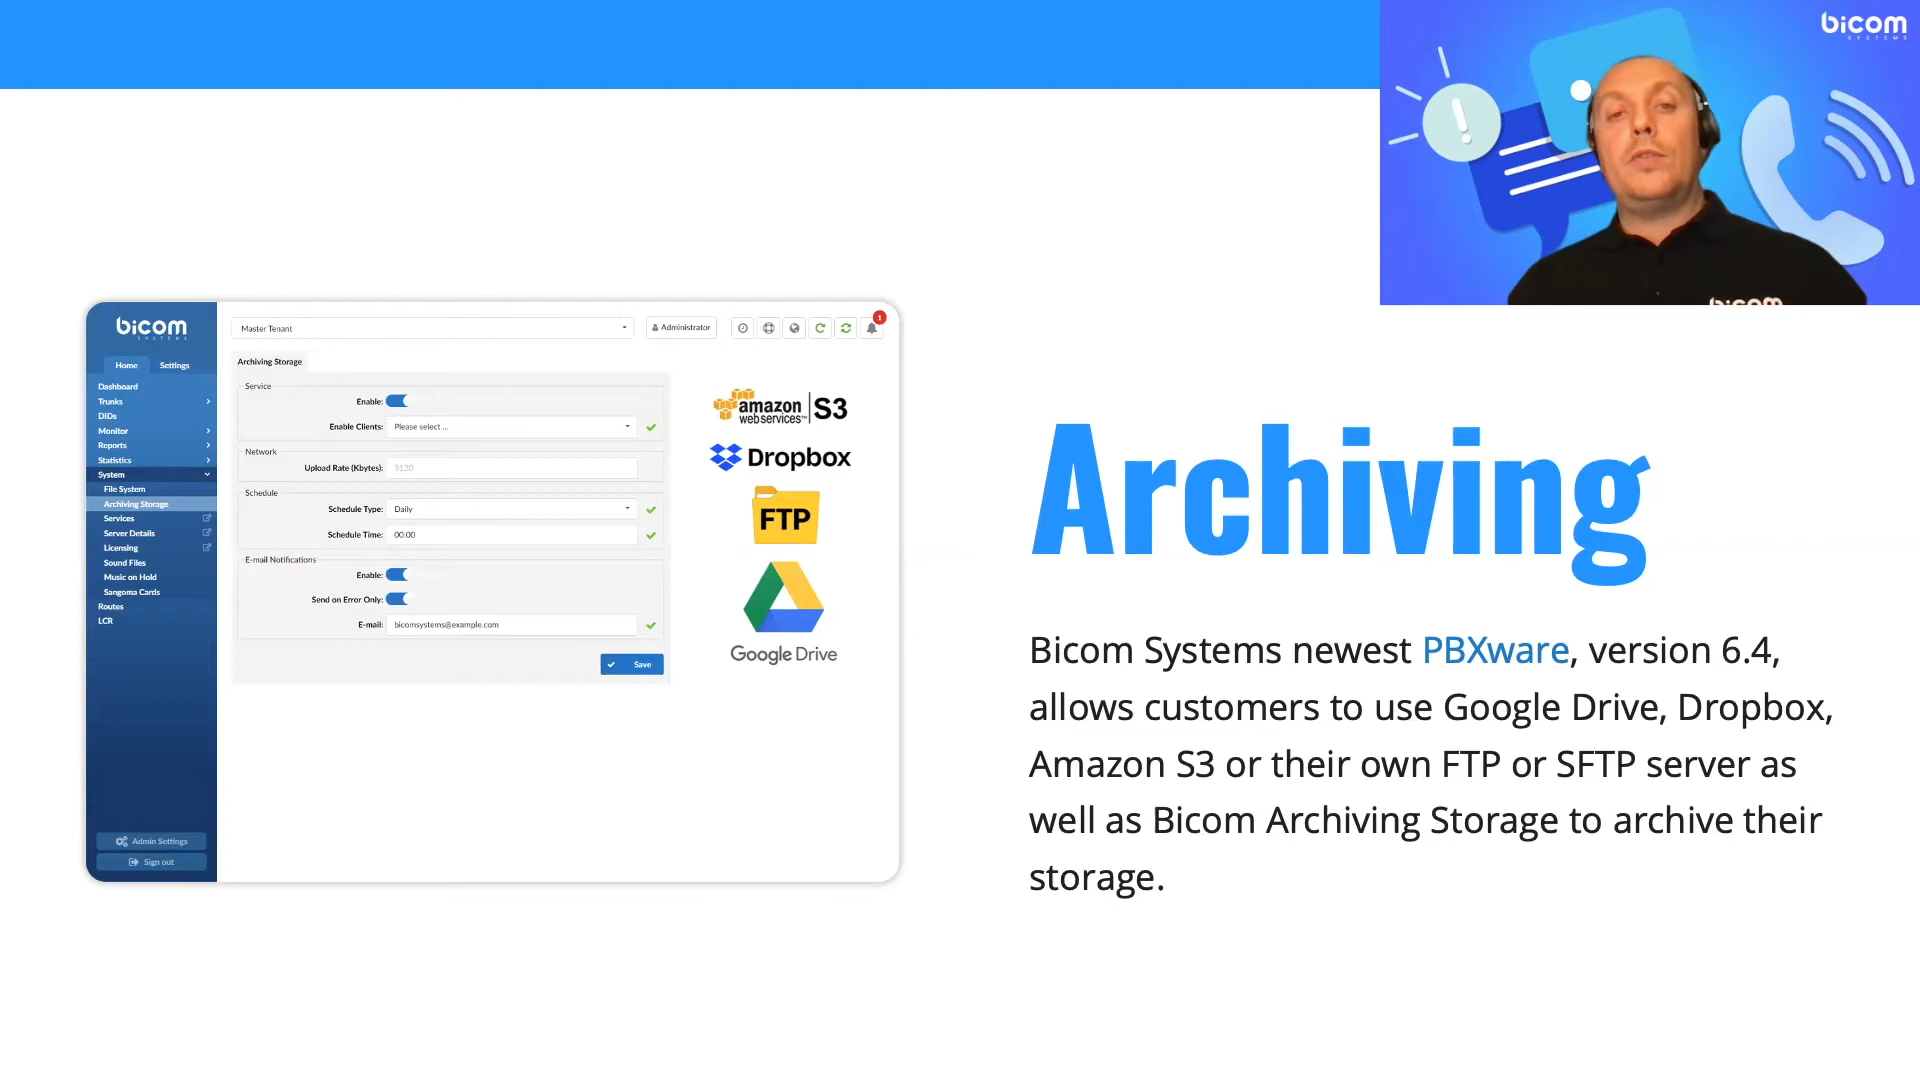 bicom
SYSTEMS
bicom
bicom
SYSTEMS
Home
Settings
Dashboard
Trunks
DIDs
Monitor
Reports
Statistics
System
File System
Archiving Storage
Services
Server Details
Licensing
Sound Files
Music on Hold
Sangoma Cards
Routes
LCR
Admin Settings
Sign out
Master Tenant
Administrator
1
Archiving Storage
Service
Enable:
Enable Clients: Please select ...
Network
Upload Rate (Kbytes): 5120
Schedule
Schedule Type: Daily
Schedule Time: 00:00
E-mail Notifications
Enable:
Send on Error Only:
E-mail: bicomsystems@example.com
Save
amazon
webservices™
S3
Dropbox
FTP
Google Drive
Archiving
Bicom Systems newest PBXware, version 6.4,
allows customers to use Google Drive, Dropbox,
Amazon S3 or their own FTP or SFTP server as
well as Bicom Archiving Storage to archive their
storage.